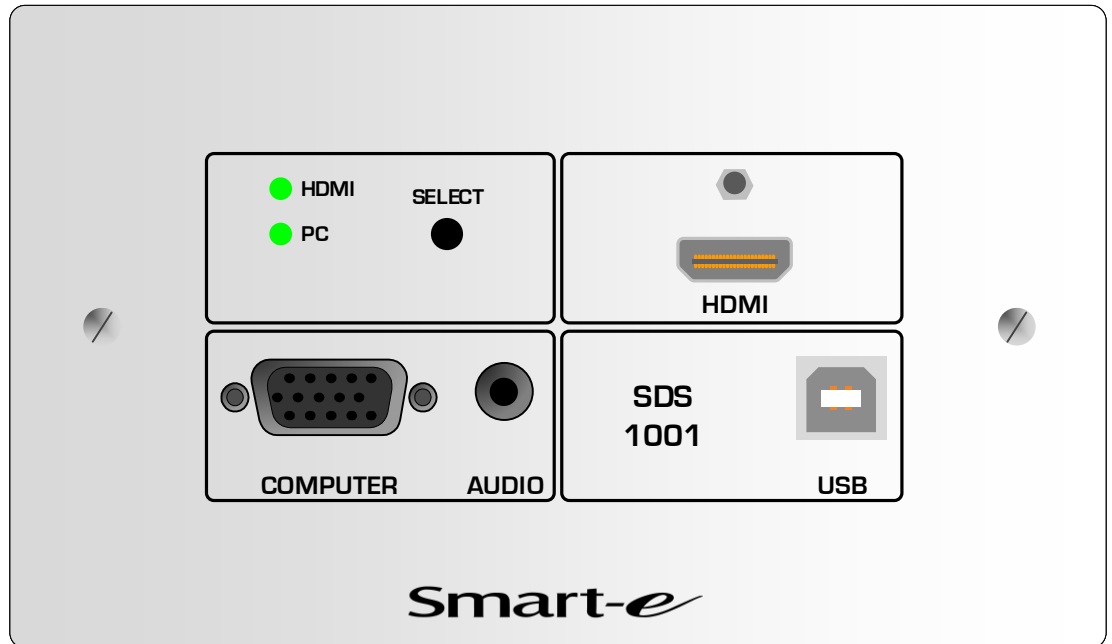 HDMI
SELECT
PC
HDMI
COMPUTER
AUDIO
SDS
1001
USB
Smart-e